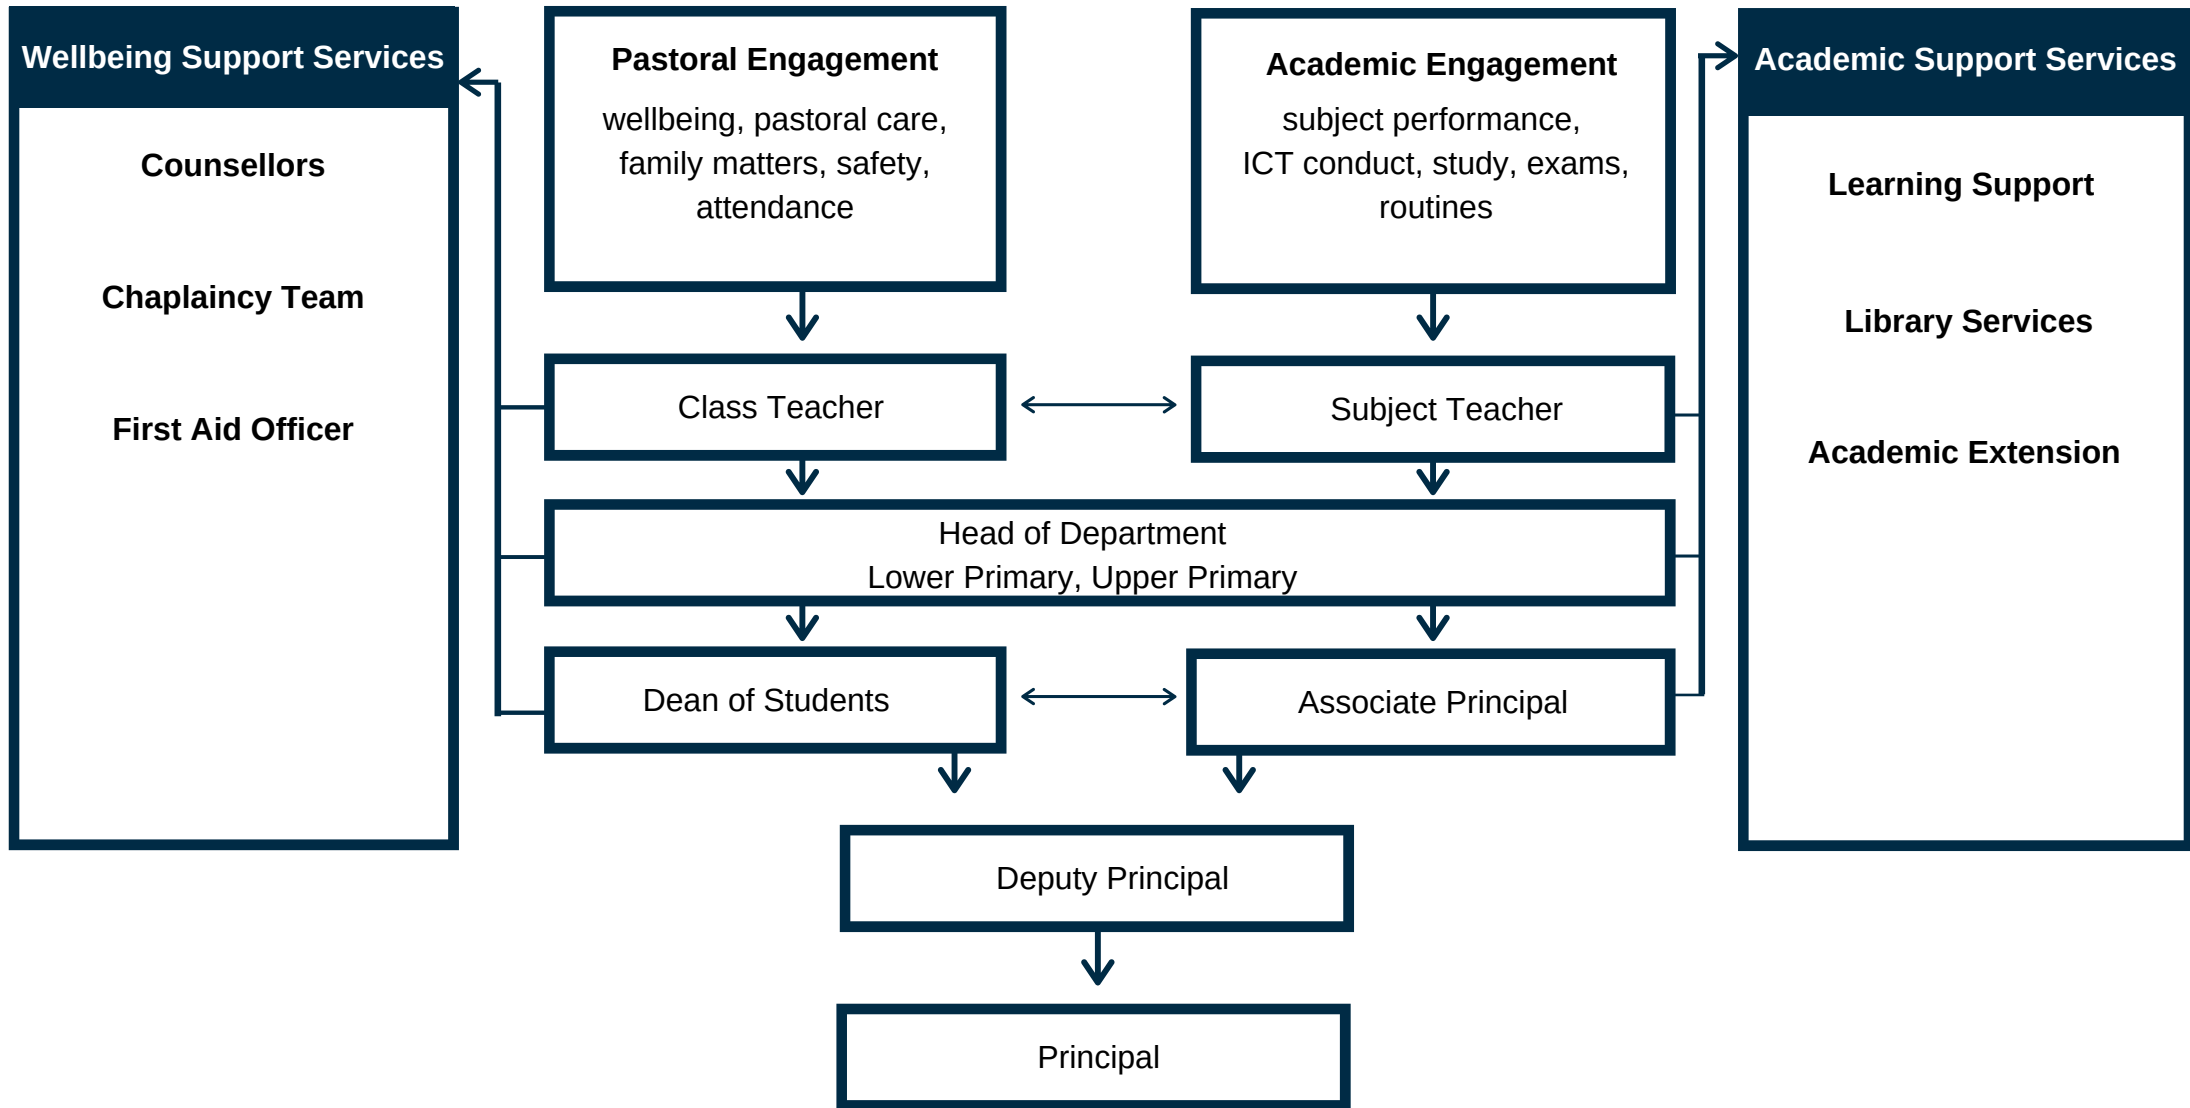 Wellbeing Support Services
Counsellors
Chaplaincy Team
First Aid Officer
Pastoral Engagement
wellbeing, pastoral care,
family matters, safety,
attendance
Academic Engagement
subject performance,
ICT conduct, study, exams,
routines
Academic Support Services
Learning Support
Library Services
Academic Extension
Class Teacher
Subject Teacher
Head of Department
Lower Primary, Upper Primary
Dean of Students
Associate Principal
Deputy Principal
Principal